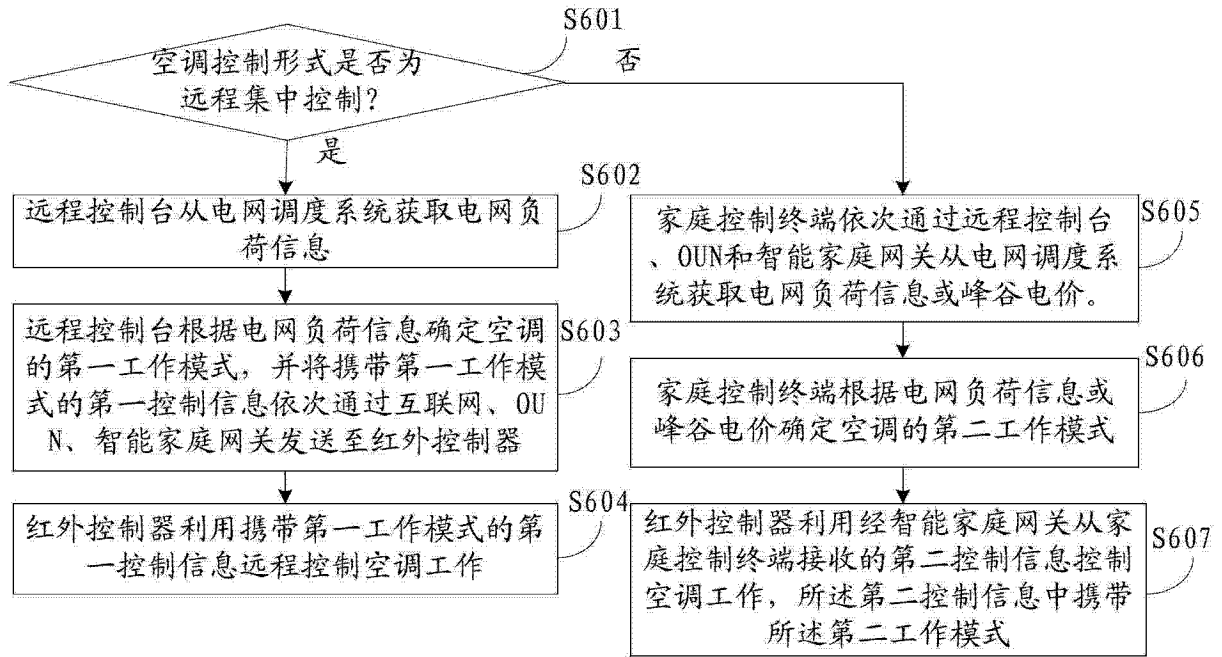 S601
空调控制形式是否为
远程集中控制?
否
是
S602
远程控制台从电网调度系统获取电网负
荷信息
S603
远程控制台根据电网负荷信息确定空调
的第一工作模式，并将携带第一工作模
式的第一控制信息依次通过互联网、OU
N、智能家庭网关发送至红外控制器
S604
红外控制器利用携带第一工作模式的第
一控制信息远程控制空调工作
S605
家庭控制终端依次通过远程控制台
、OUN和智能家庭网关从电网调度系
统获取电网负荷信息或峰谷电价。
S606
家庭控制终端根据电网负荷信息或
峰谷电价确定空调的第二工作模式
S607
红外控制器利用经智能家庭网关从家
庭控制终端接收的第二控制信息控制
空调工作，所述第二控制信息中携带
所述第二工作模式